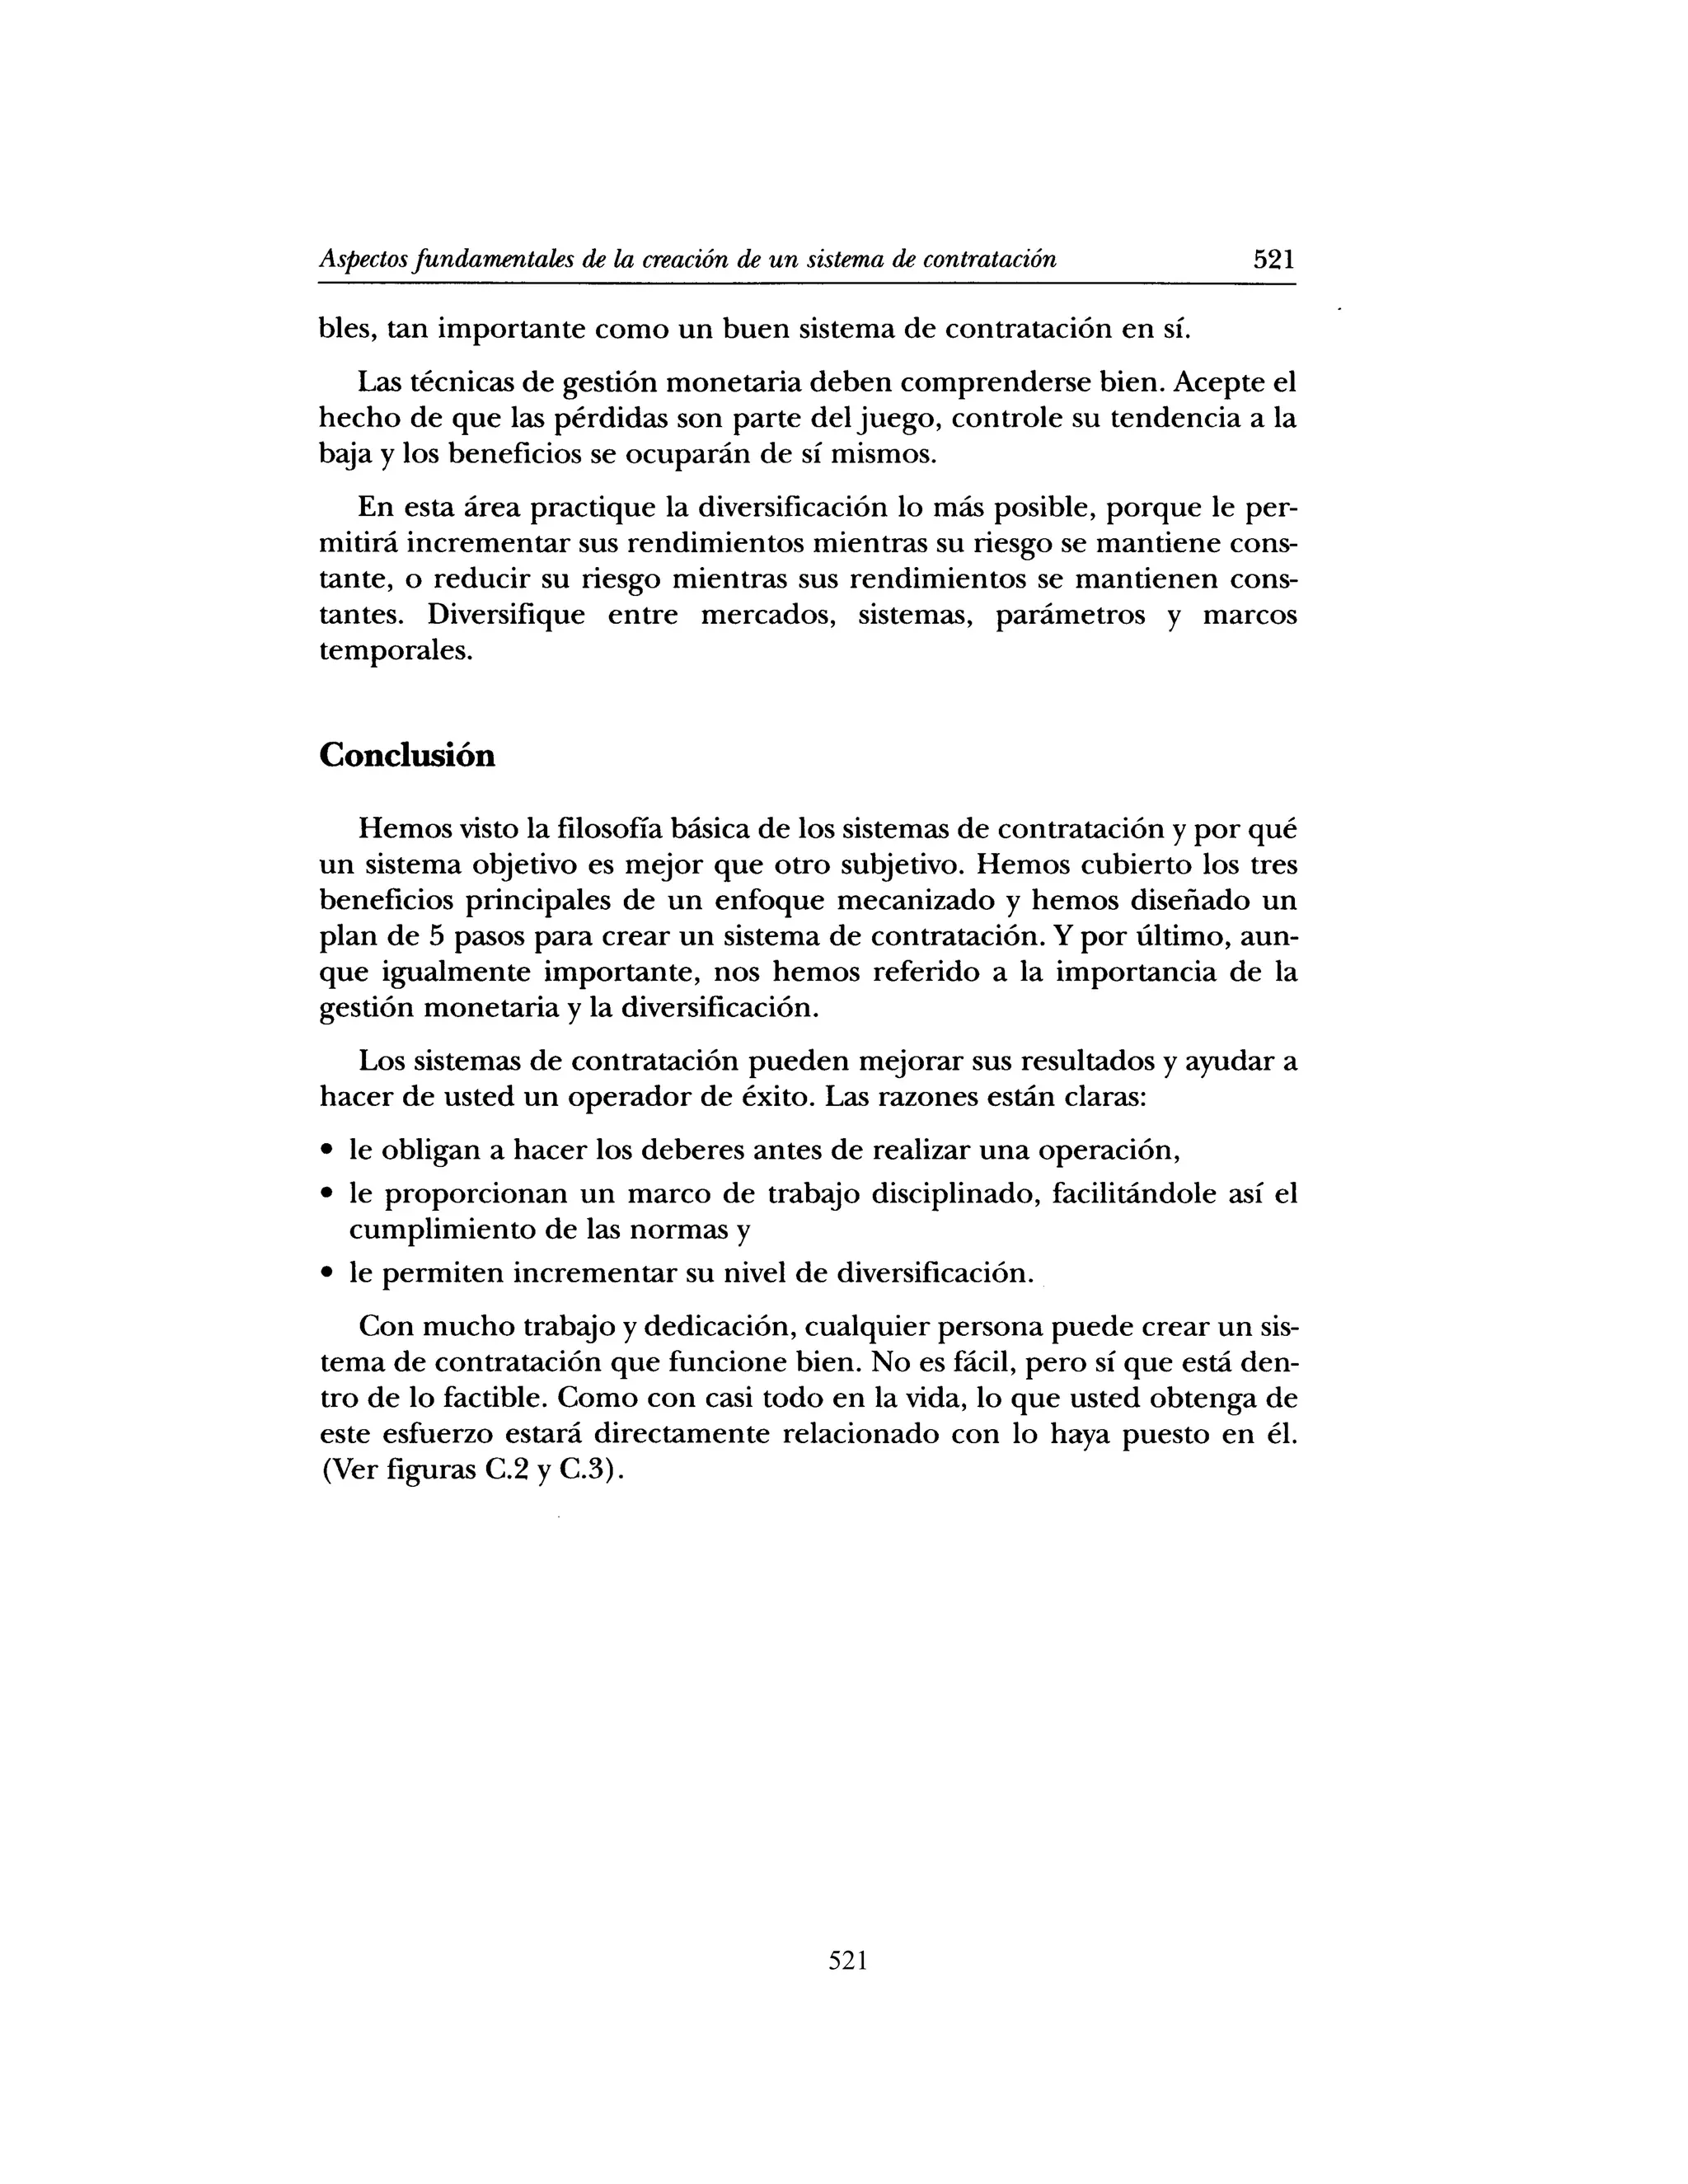 Aspectos fundamentales de la creación de un sistema de contratación 521
bles, tan importante como un buen sistema de contratación en sí.
Las técnicas de gestión monetaria deben comprenderse bien. Acepte el
hecho de que las pérdidas son parte del juego, controle su tendencia a la
baja y los beneficios se ocuparán de sí mismos.
En esta área practique la diversificación lo más posible, porque le per-
mitirá incrementar sus rendimientos mientras su riesgo se mantiene cons-
tante, o reducir su riesgo mientras sus rendimientos se mantienen cons-
tantes. Diversifique entre mercados, sistemas, parámetros y marcos
temporales.
Conclusión
Hemos visto la filosofía básica de los sistemas de contratación y por qué
un sistema objetivo es mejor que otro subjetivo. Hemos cubierto los tres
beneficios principales de un enfoque mecanizado y hemos diseñado un
plan de 5 pasos para crear un sistema de contratación. Y por último, aun-
que igualmente importante, nos hemos referido a la importancia de la
gestión monetaria y la diversificación.
Los sistemas de contratación pueden mejorar sus resultados y ayudar a
hacer de usted un operador de éxito. Las razones están claras:
• le obligan a hacer los deberes antes de realizar una operación,
• le proporcionan un marco de trabajo disciplinado, facilitándole así el
cumplimiento de las normas y
• le permiten incrementar su nivel de diversificación.
Con mucho trabajo y dedicación, cualquier persona puede crear un sis-
tema de contratación que funcione bien. No es fácil, pero sí que está den-
tro de lo factible. Como con casi todo en la vida, lo que usted obtenga de
este esfuerzo estará directamente relacionado con lo haya puesto en él.
(Ver figuras C.2 y C.3).
521